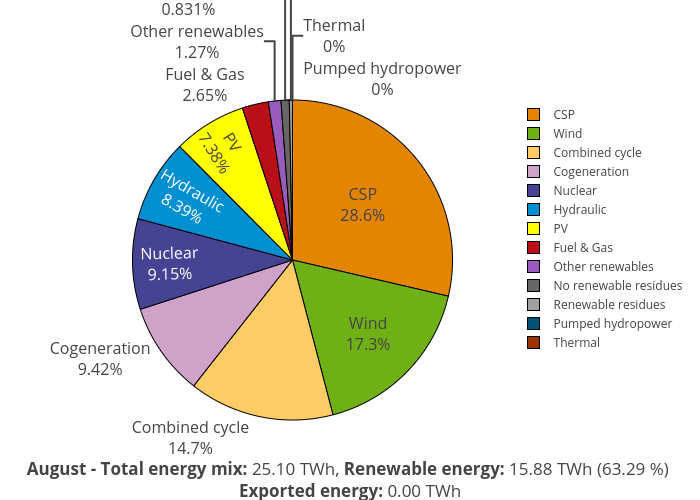 0.831%
Other renewables
1.27%
Fuel & Gas
2.65%
Thermal
0%
Pumped hydropower
0%
PV
7.38%
Hydraulic
8.39%
Nuclear
9.15%
CSP
28.6%
Wind
17.3%
Cogeneration
9.42%
Combined cycle
14.7%
CSP
Wind
Combined cycle
Cogeneration
Nuclear
Hydraulic
PV
Fuel & Gas
Other renewables
No renewable residues
Renewable residues
Pumped hydropower
Thermal
August - Total energy mix: 25.10 TWh, Renewable energy: 15.88 TWh (63.29 %)
Exported energy: 0.00 TWh